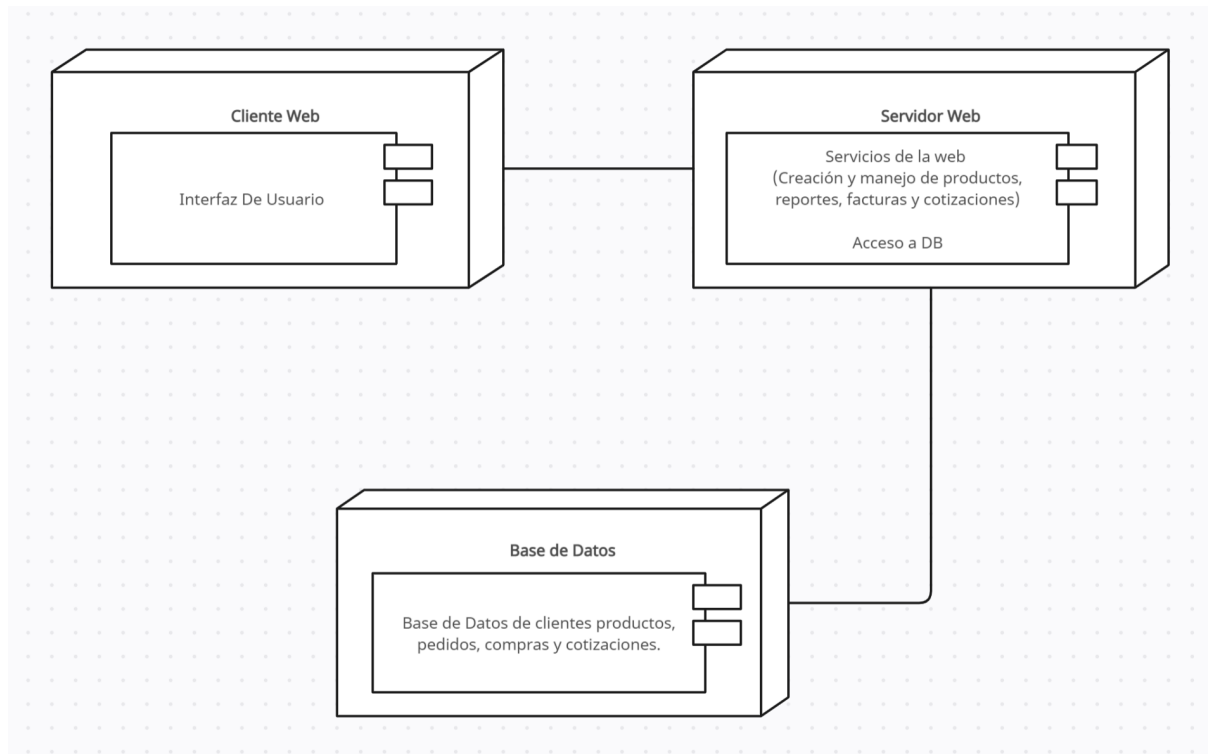 Cliente Web
Interfaz De Usuario
Servidor Web
Servicios de la web
(Creación y manejo de productos,
reportes, facturas y cotizaciones)
Acceso a DB
Base de Datos
Base de Datos de clientes productos,
pedidos, compras y cotizaciones.